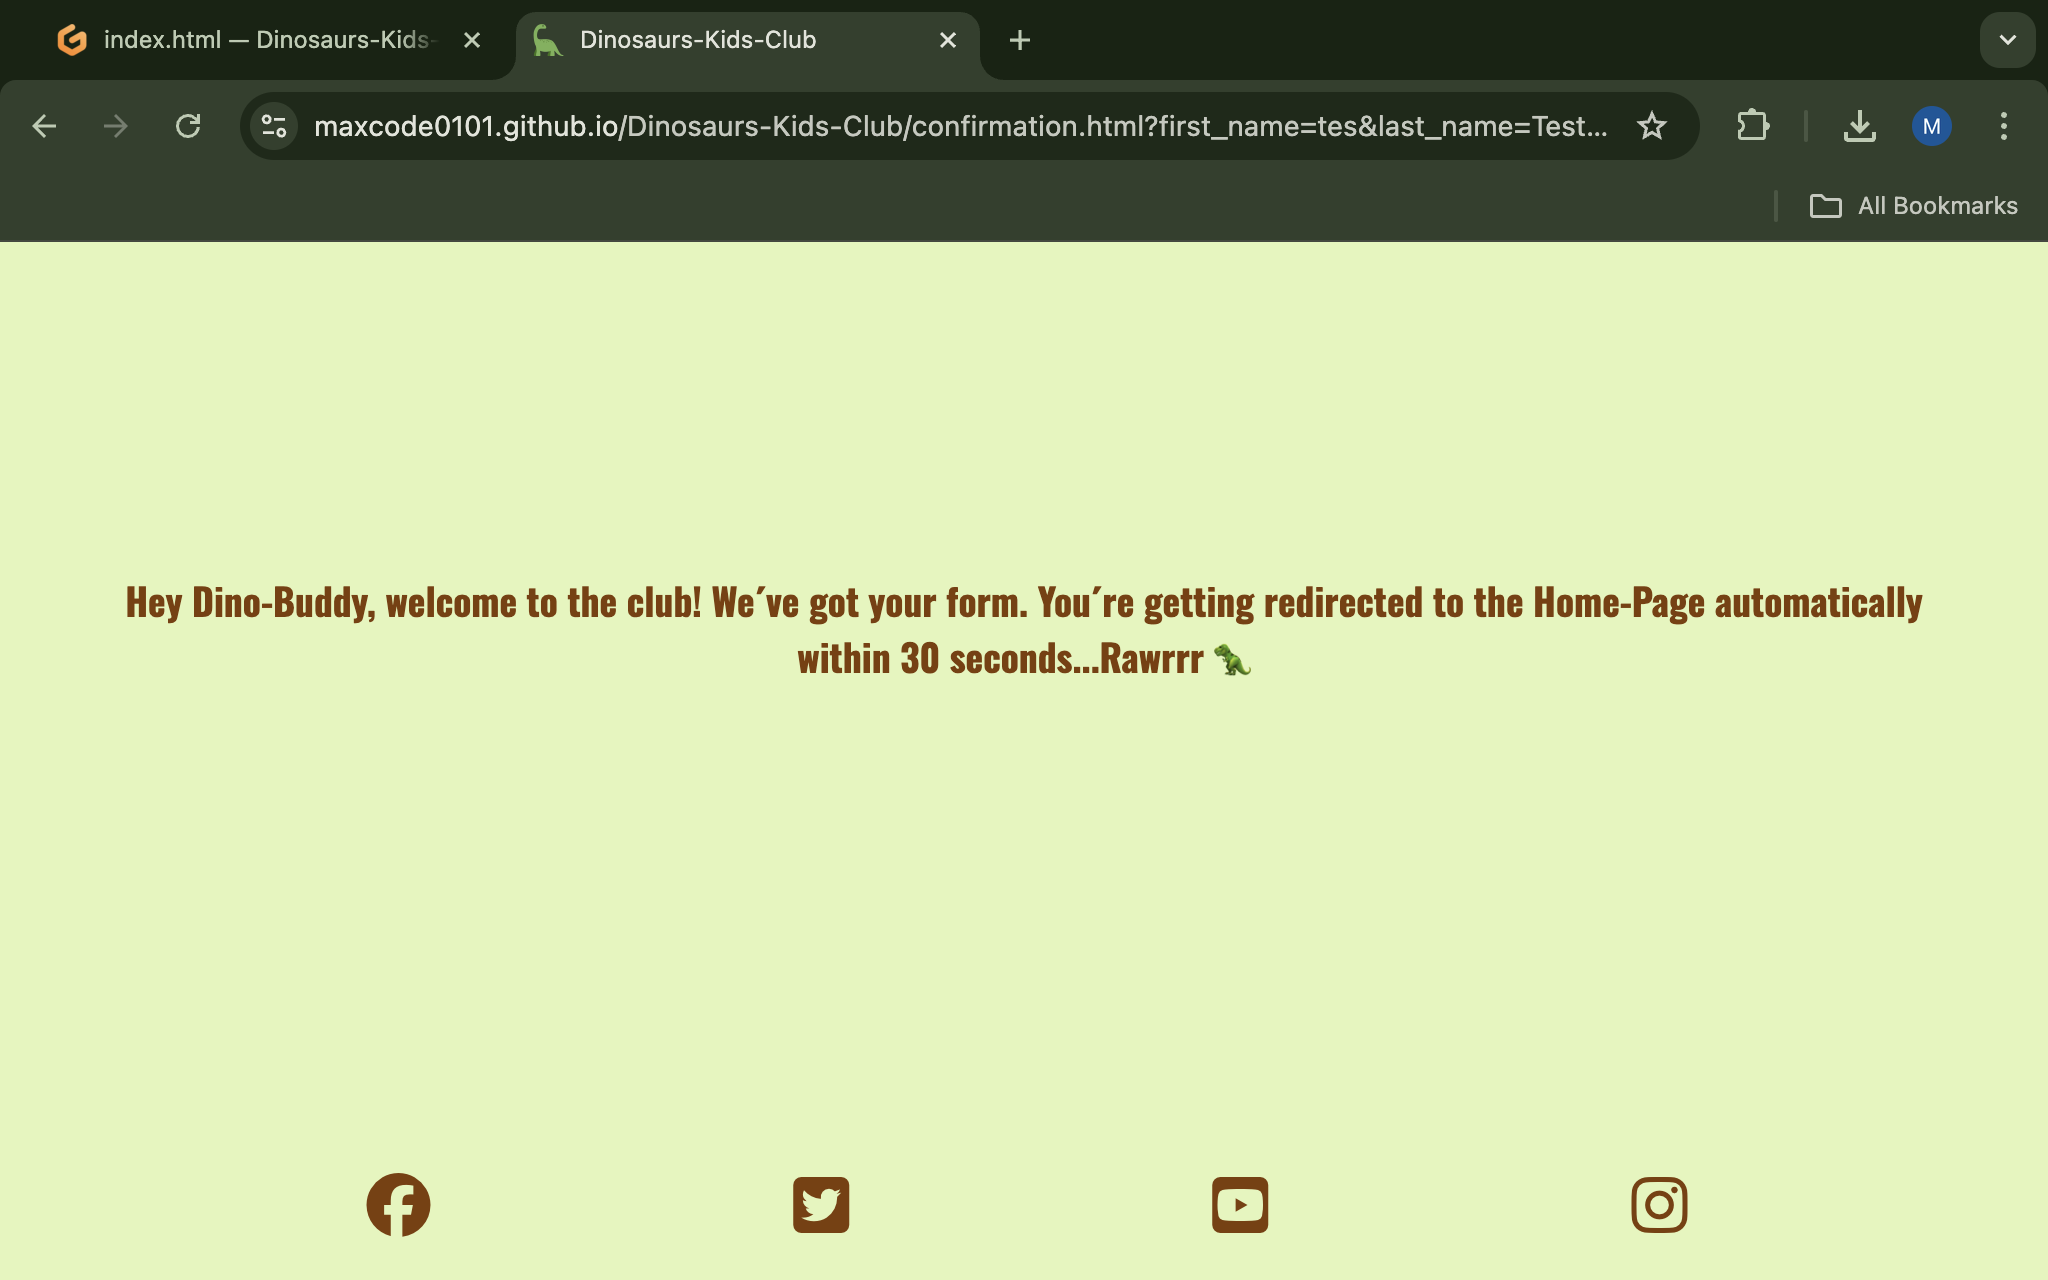 index.html — Dinosaurs-Kids-
Dinosaurs-Kids-Club
maxcode0101.github.io/Dinosaurs-Kids-Club/confirmation.html?first_name=tes&last_name=Test...
M
All Bookmarks
Hey Dino-Buddy, welcome to the club! We´ve got your form. You´re getting redirected to the Home-Page automatically
within 30 seconds...Rawrrr 🦖